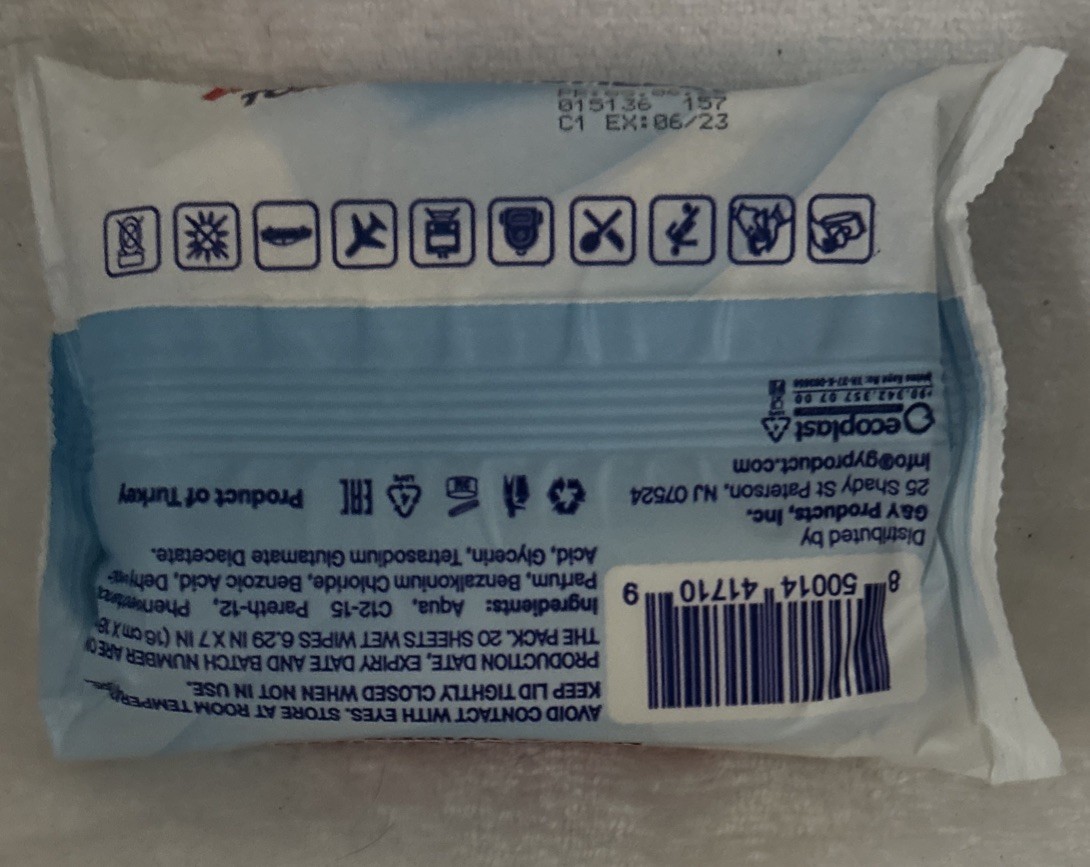 AVOID CONTACT WITH EYES. STORE AT ROOM
KEEP LID TIGHTLY CLOSED WHEN NOT IN USE.
PRODUCTION DATE, EXPIRY DATE AND BATCH NUMBER ARE
THE PACK. 20 SHEETS WET WIPES 6.29 IN X 7 IN (16 cm X
Ingredients: Aqua, C12-15 Pareth-12,
Parfum, Benzalkonium Chloride, Benzoic Acid,
Acid, Glycerin, Tetrasodium Glutamate Diacetate.
8 50014 41710 9
Distributed by
G&Y Products, Inc.
25 Shady St Paterson, NJ 07524
Info@gyproduct.com
Product of Turkey
EAC
ecoplast
015136 157
C1 EX:06/23